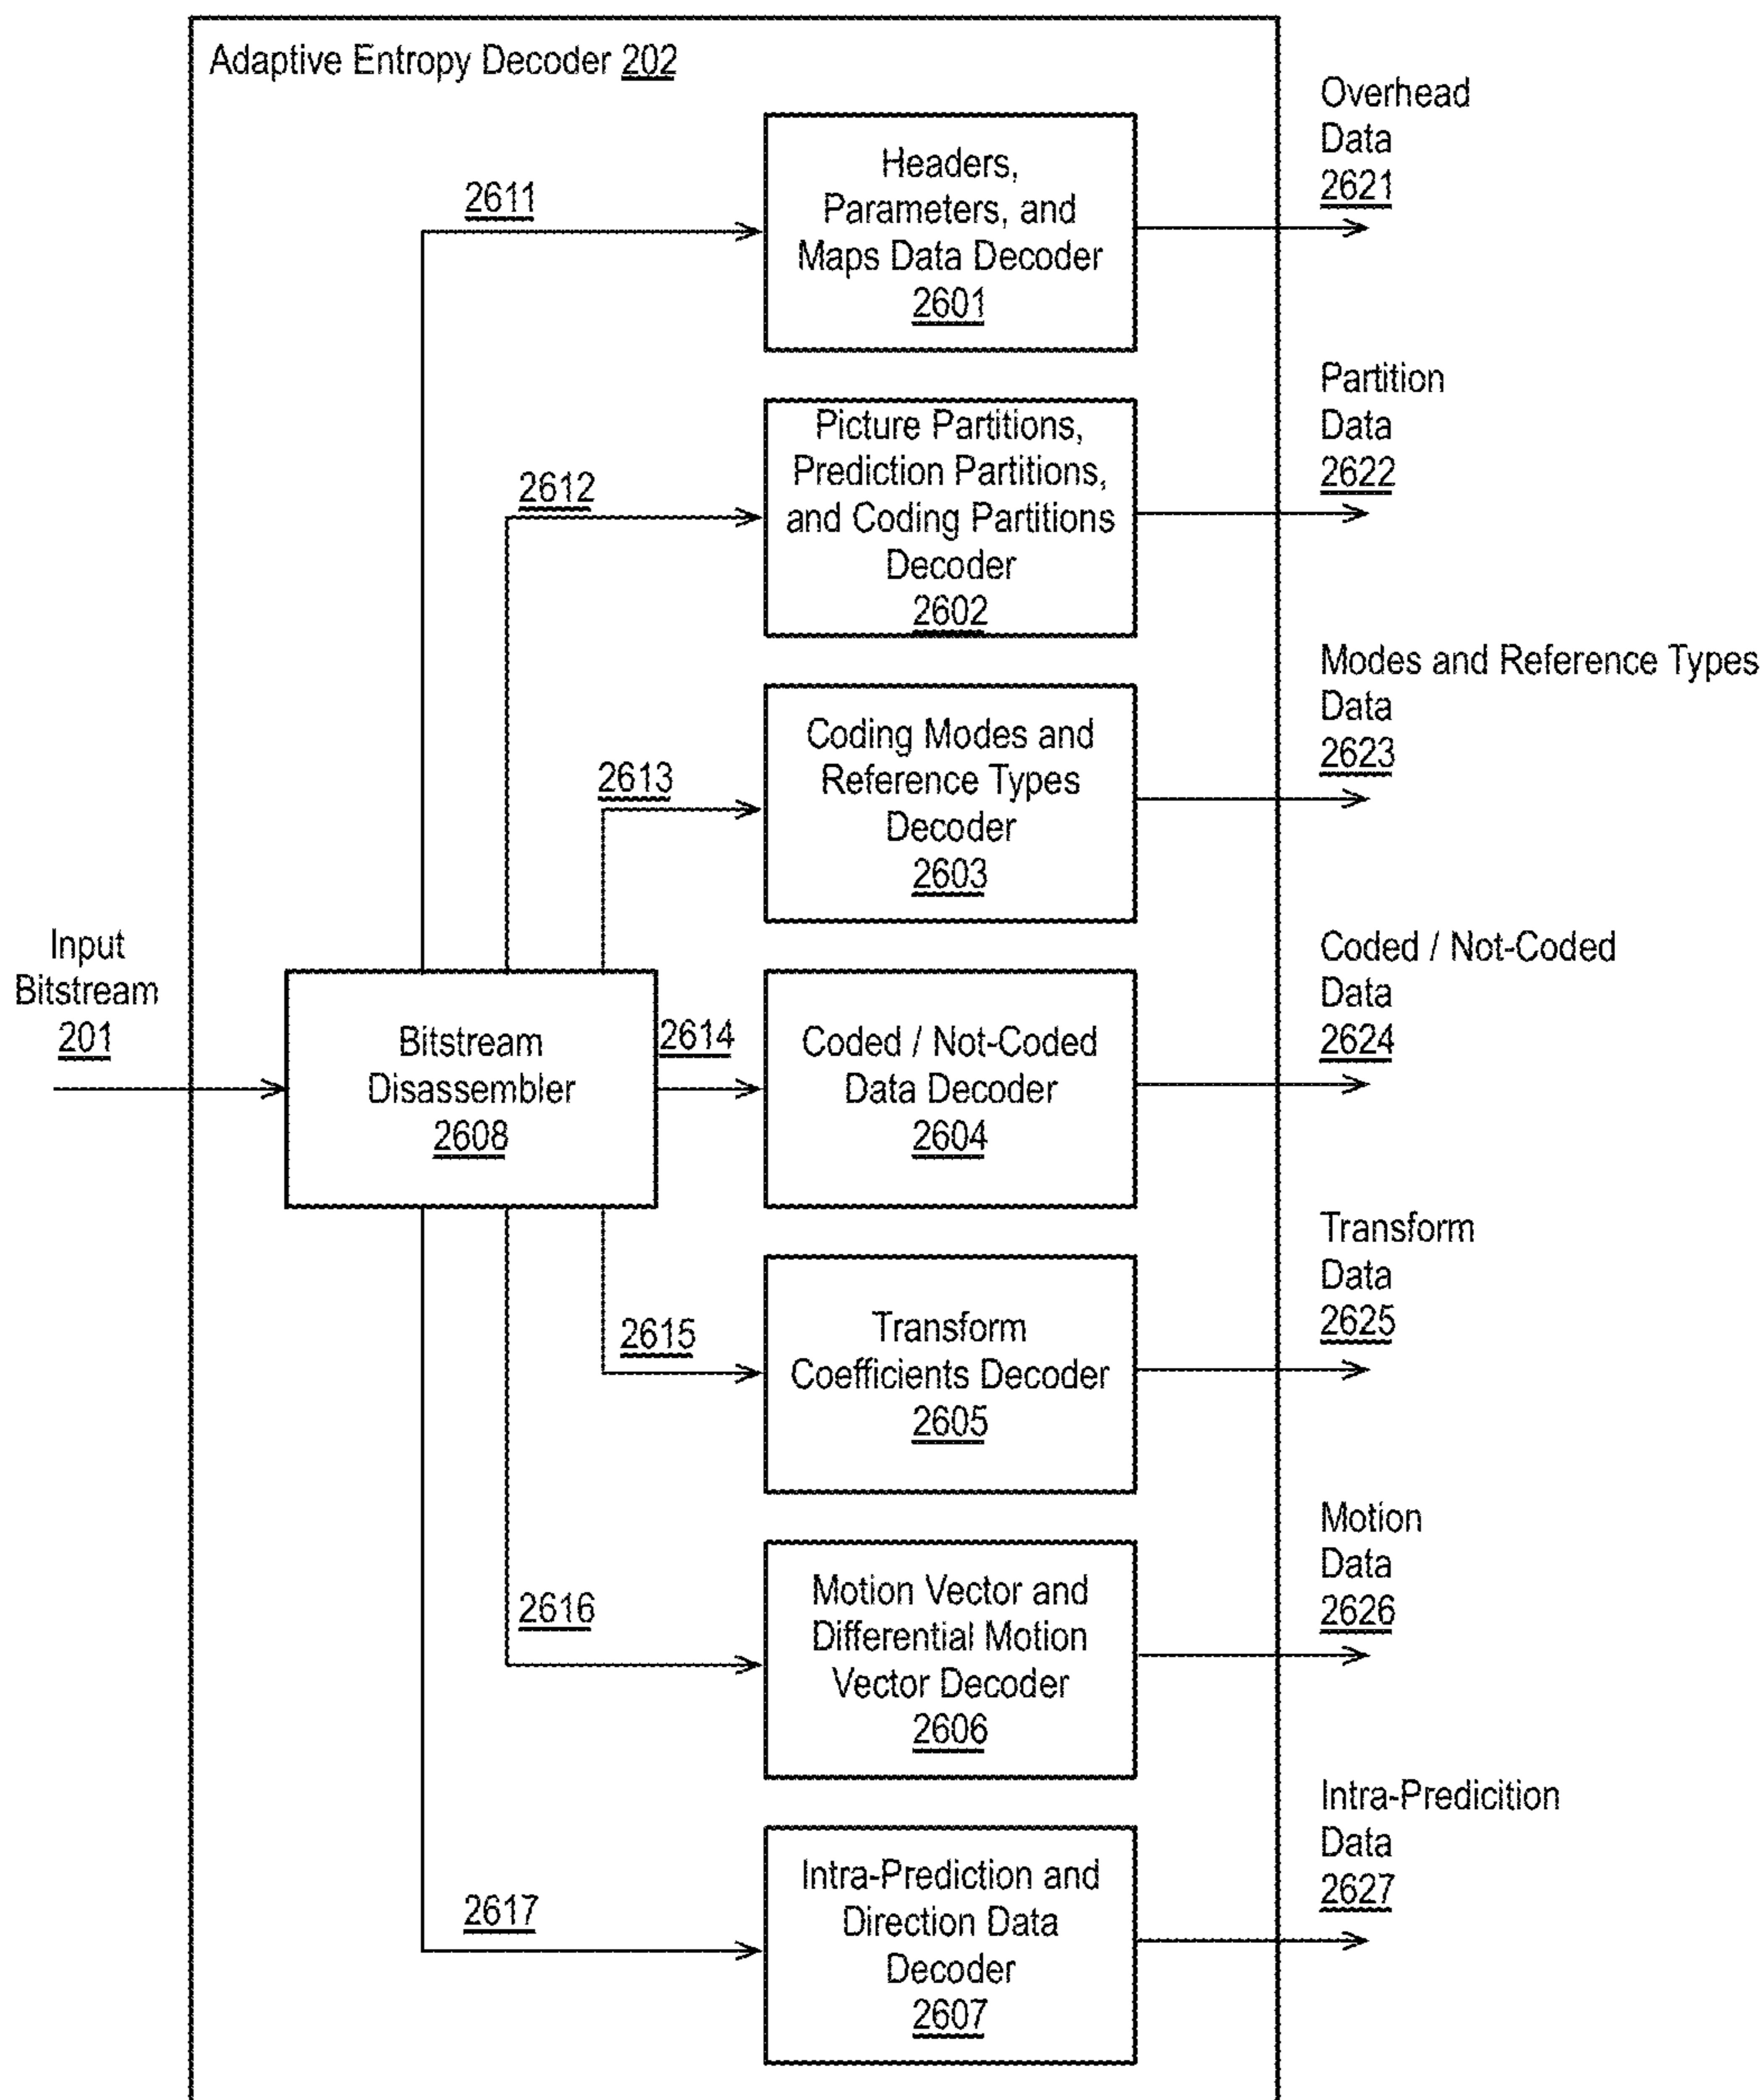 Adaptive Entropy Decoder 202
Overhead
Data
2621
2611
Headers,
Parameters, and
Maps Data Decoder
2601
Partition
Data
2622
2612
Picture Partitions,
Prediction Partitions,
and Coding Partitions
Decoder
2602
Modes and Reference Types
Data
2623
2613
Coding Modes and
Reference Types
Decoder
2603
Input
Bitstream
201
Bitstream
Disassembler
2608
2614
Coded / Not-Coded
Data Decoder
2604
Coded / Not-Coded
Data
2624
2615
Transform
Coefficients Decoder
2605
Transform
Data
2625
2616
Motion Vector and
Differential Motion
Vector Decoder
2606
Motion
Data
2626
2617
Intra-Prediction and
Direction Data
Decoder
2607
Intra-Predicition
Data
2627